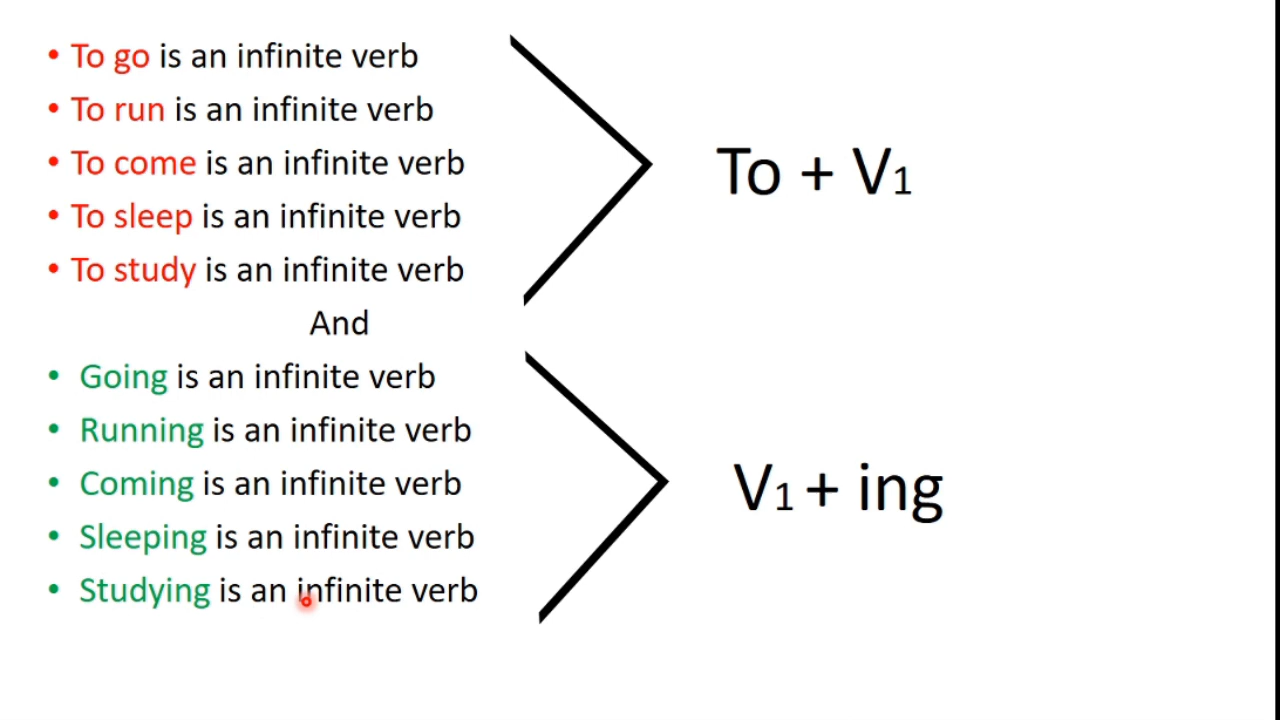 • To go is an infinite verb
• To run is an infinite verb
• To come is an infinite verb
• To sleep is an infinite verb
• To study is an infinite verb
To + V1
And
• Going is an infinite verb
• Running is an infinite verb
• Coming is an infinite verb
• Sleeping is an infinite verb
• Studying is an infinite verb
V1 + ing